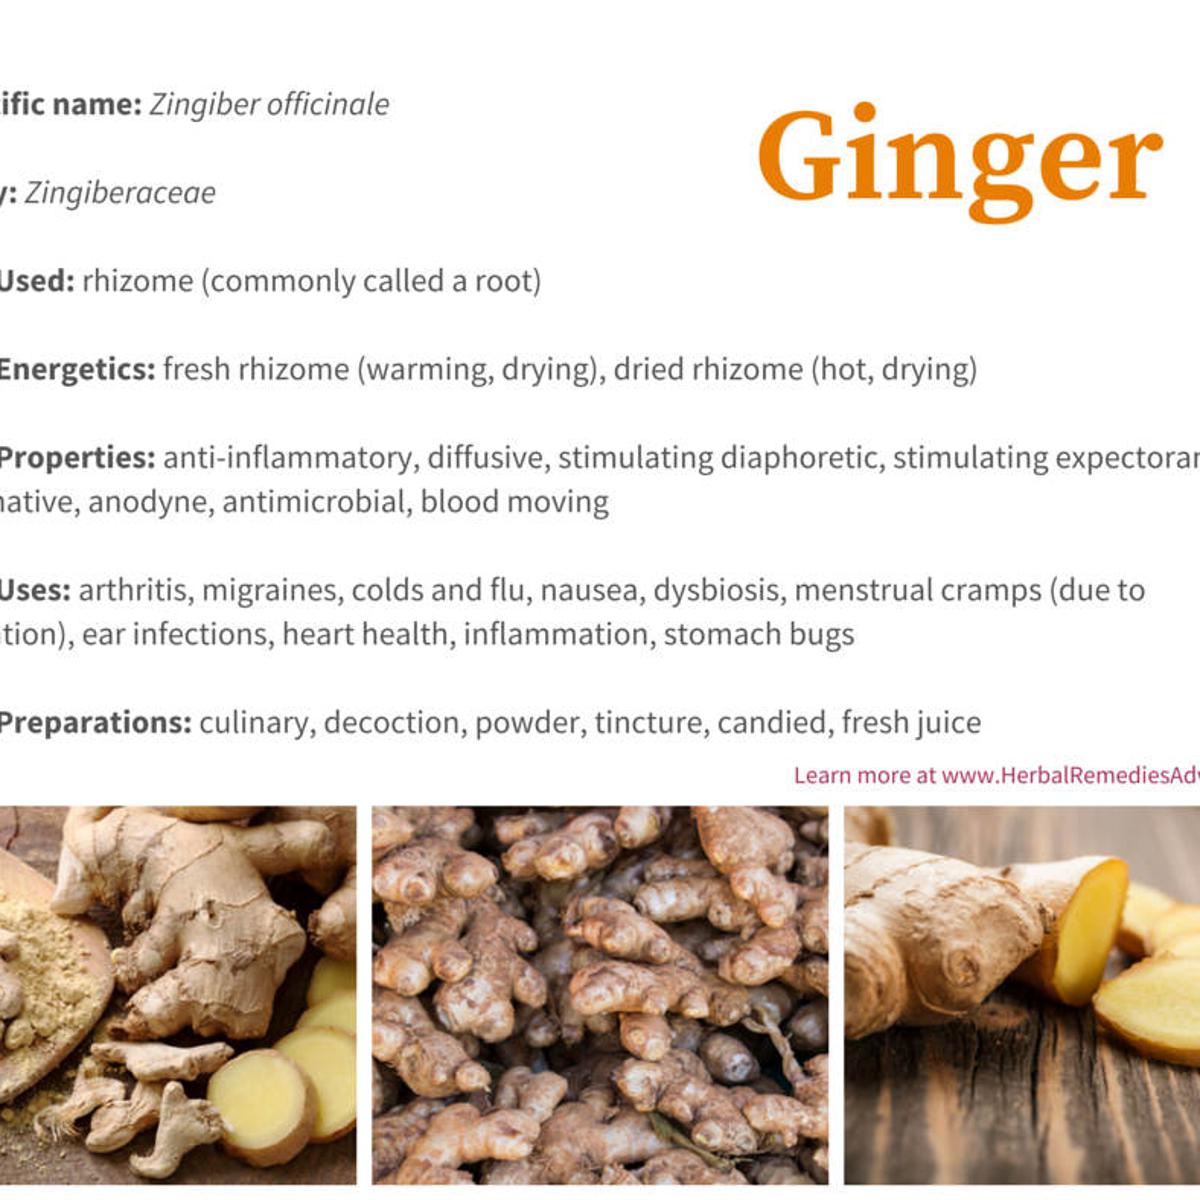 ific name: Zingiber officinale
Ginger
y: Zingiberaceae
Used: rhizome (commonly called a root)
Energetics: fresh rhizome (warming, drying), dried rhizome (hot, drying)
Properties: anti-inflammatory, diffusive, stimulating diaphoretic, stimulating expectoran
native, anodyne, antimicrobial, blood moving
Uses: arthritis, migraines, colds and flu, nausea, dysbiosis, menstrual cramps (due to
tion), ear infections, heart health, inflammation, stomach bugs
Preparations: culinary, decoction, powder, tincture, candied, fresh juice
Learn more at www.HerbalRemediesAdv